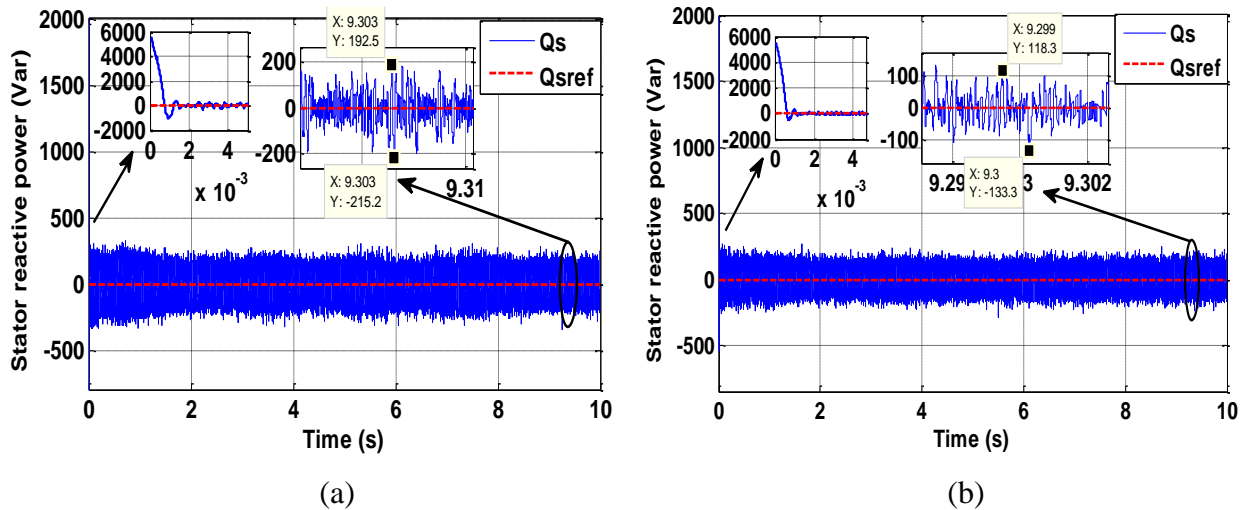 2000
1500
1000
500
0
-500
Stator reactive power (Var)
0
2
4
6
8
10
Time (s)
6000
4000
2000
0
-2000
0
2
4
x 10-3
X: 9.303
Y: 192.5
200
0
-200
X: 9.303
Y: -215.2
9.31
Qs
Qsref
(a)
2000
1500
1000
500
0
-500
Stator reactive power (Var)
0
2
4
6
8
10
Time (s)
6000
4000
2000
0
-2000
0
2
4
x 10-3
X: 9.299
Y: 118.3
100
0
-100
X: 9.3
Y: -133.3
9.302
Qs
Qsref
(b)